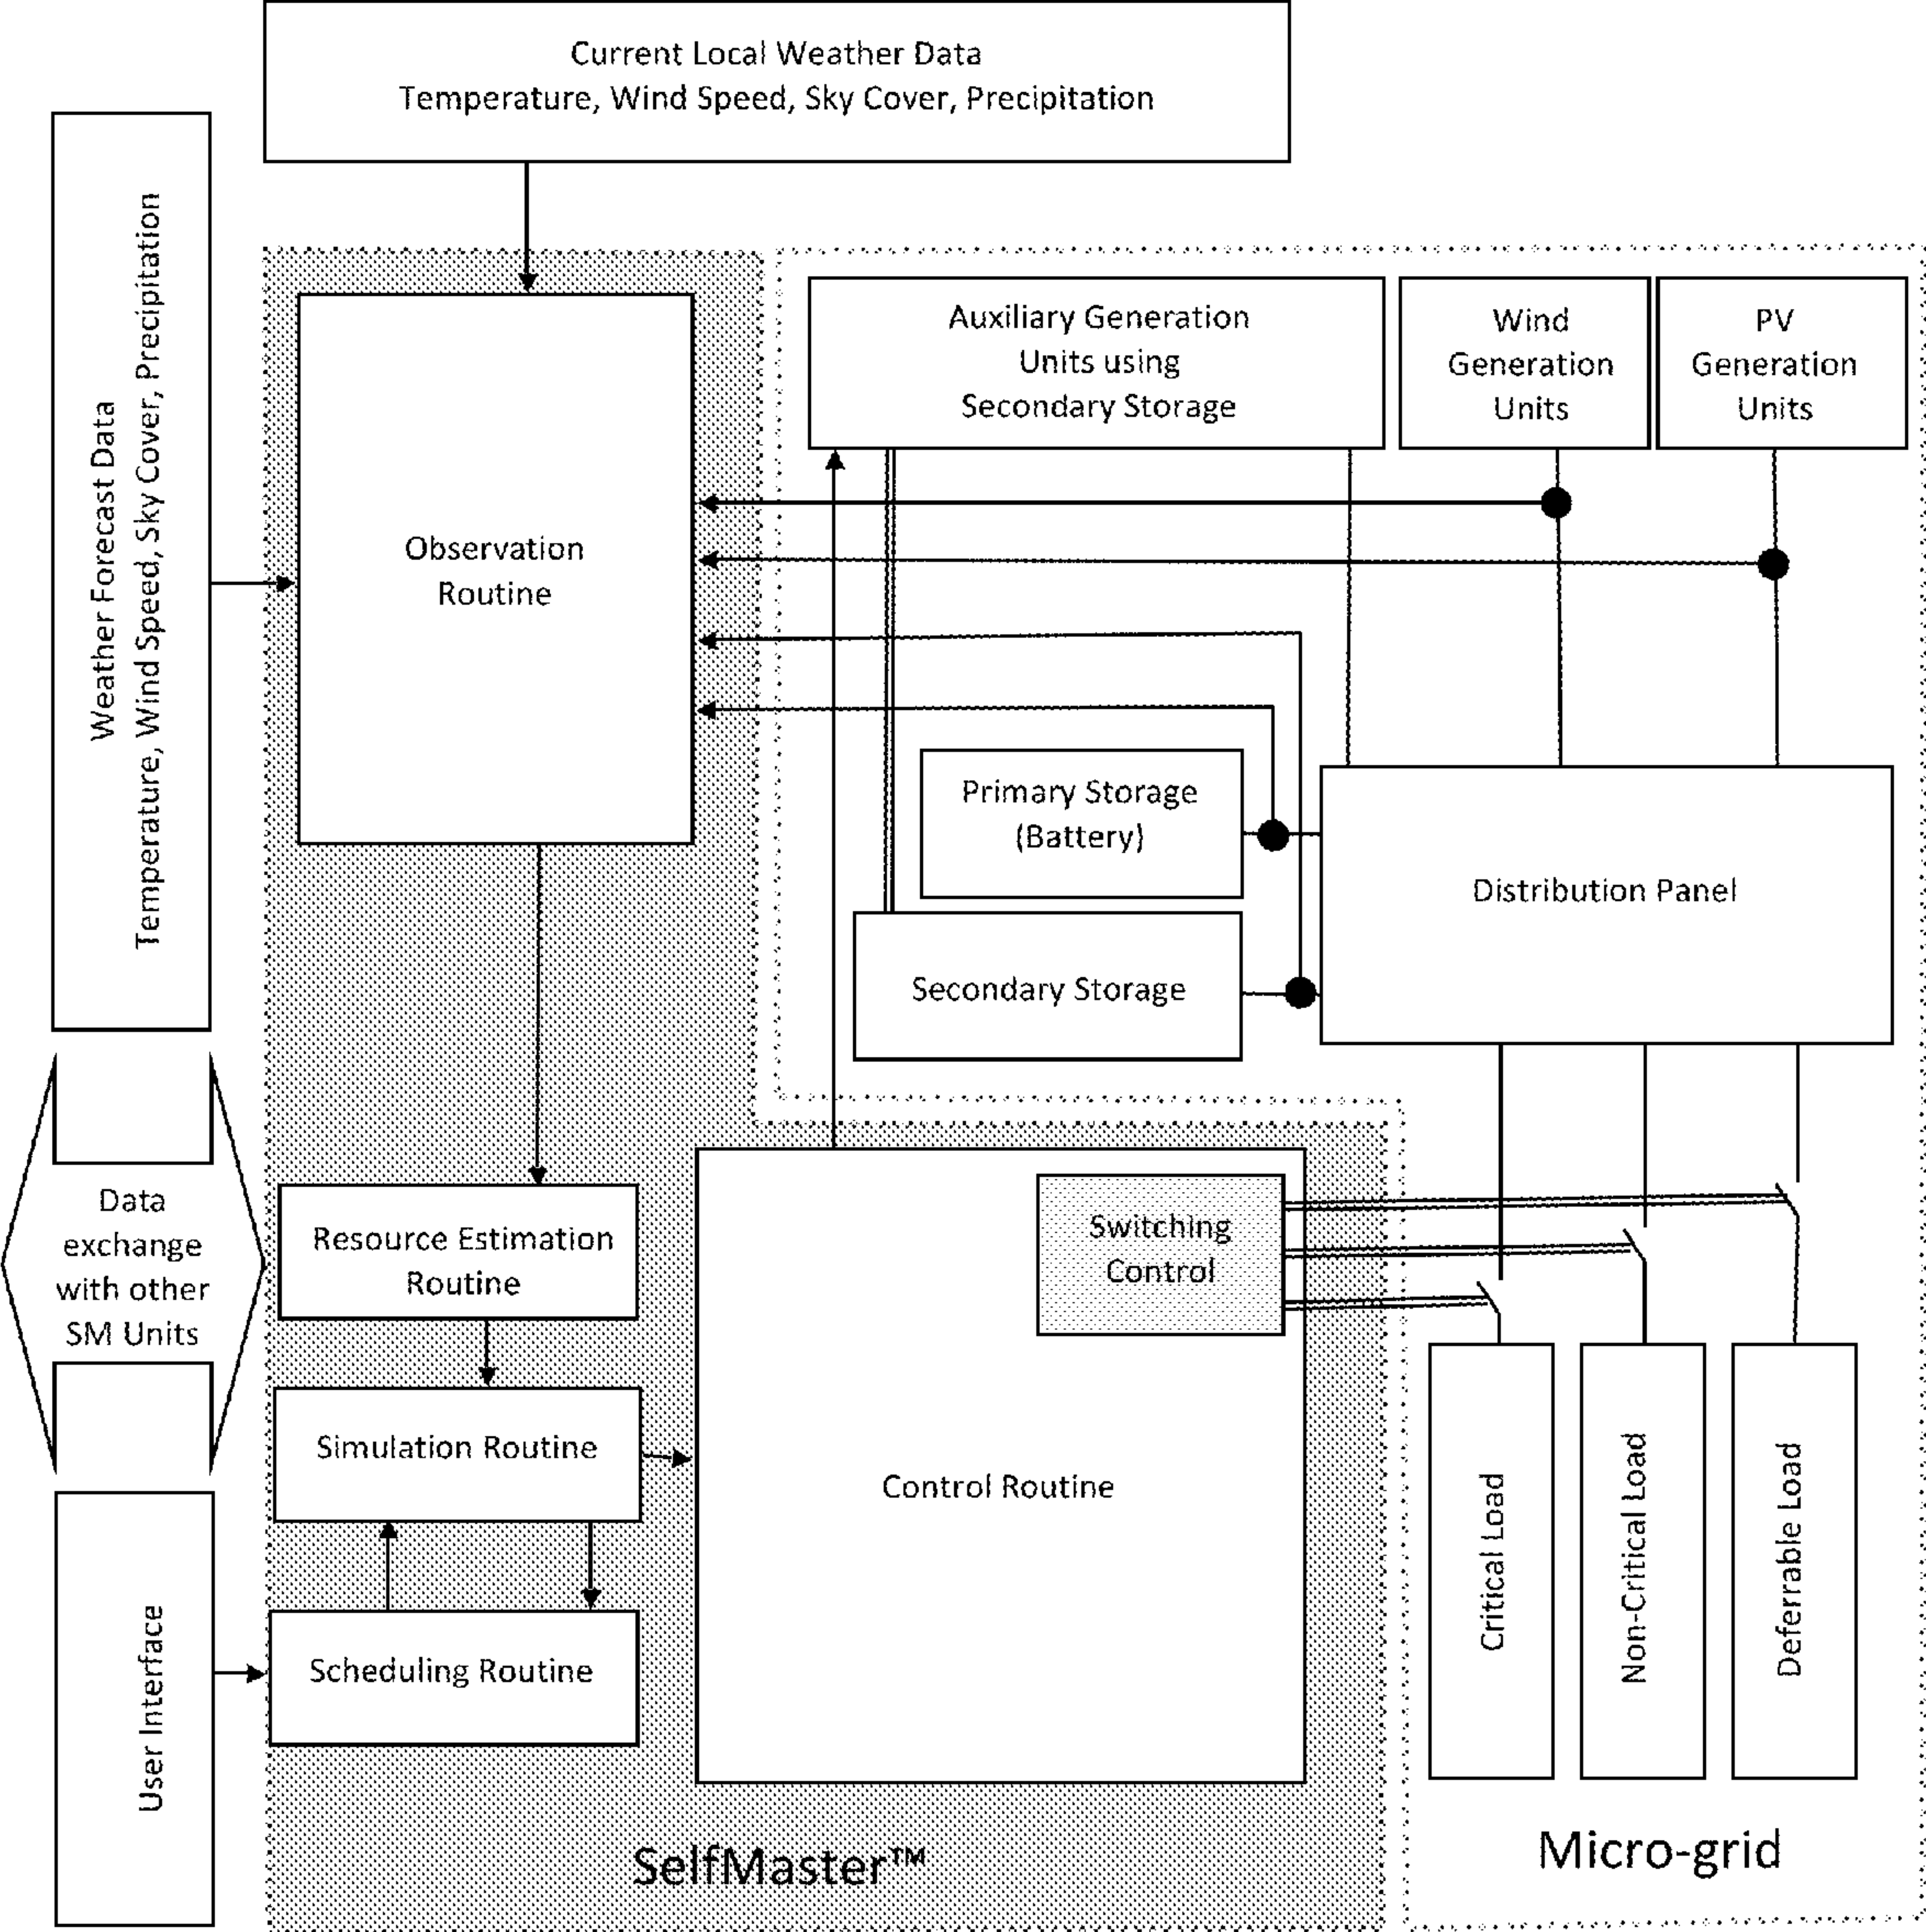 Current Local Weather Data
Temperature, Wind Speed, Sky Cover, Precipitation
Weather Forecast Data
Temperature, Wind Speed, Sky Cover, Precipitation
Observation
Routine
Auxiliary Generation
Units using
Secondary Storage
Wind
Generation
Units
PV
Generation
Units
Primary Storage
(Battery)
Distribution Panel
Secondary Storage
Data
exchange
with other
SM Units
Resource Estimation
Routine
Switching
Control
Simulation Routine
Control Routine
Scheduling Routine
User Interface
Critical Load
Non-Critical Load
Deferrable Load
SelfMaster™
Micro-grid